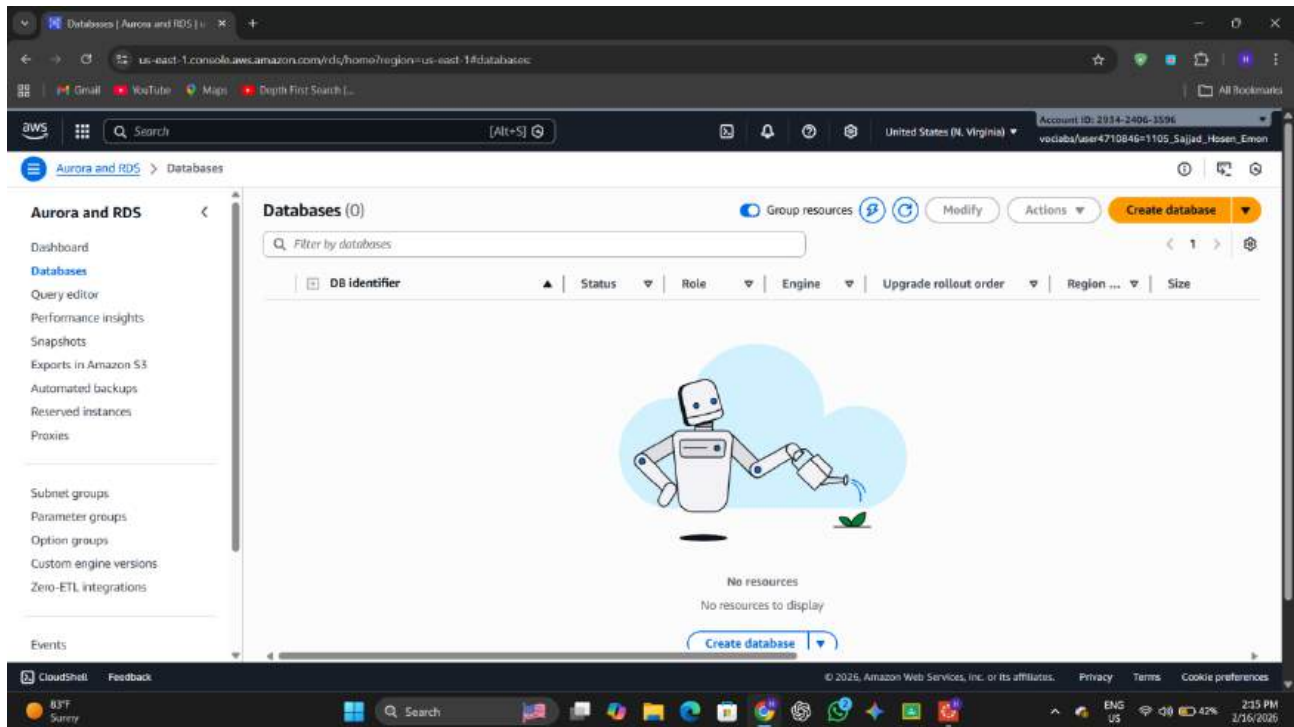 Databases | Aurora and RDS | u
us-east-1.console.aws.amazon.com/rds/home?region=us-east-1#databases:
Gmail YouTube Maps Depth First Search (... All Bookmarks
aws Search [Alt+S] United States (N. Virginia)
Account ID: 2934-2406-3596
voclabs/user4710846=1105_Sajjad_Hosen_Emon
Aurora and RDS > Databases
Aurora and RDS
Dashboard
Databases
Query editor
Performance insights
Snapshots
Exports in Amazon S3
Automated backups
Reserved instances
Proxies
Subnet groups
Parameter groups
Option groups
Custom engine versions
Zero-ETL integrations
Events
Databases (0) Group resources Modify Actions Create database
Filter by databases 1
DB identifier Status Role Engine Upgrade rollout order Region ... Size
No resources
No resources to display
Create database
CloudShell Feedback © 2026, Amazon Web Services, Inc. or its affiliates. Privacy Terms Cookie preferences
83°F
Sunny
Search
ENG
US
42%
2:15 PM
2/16/2026